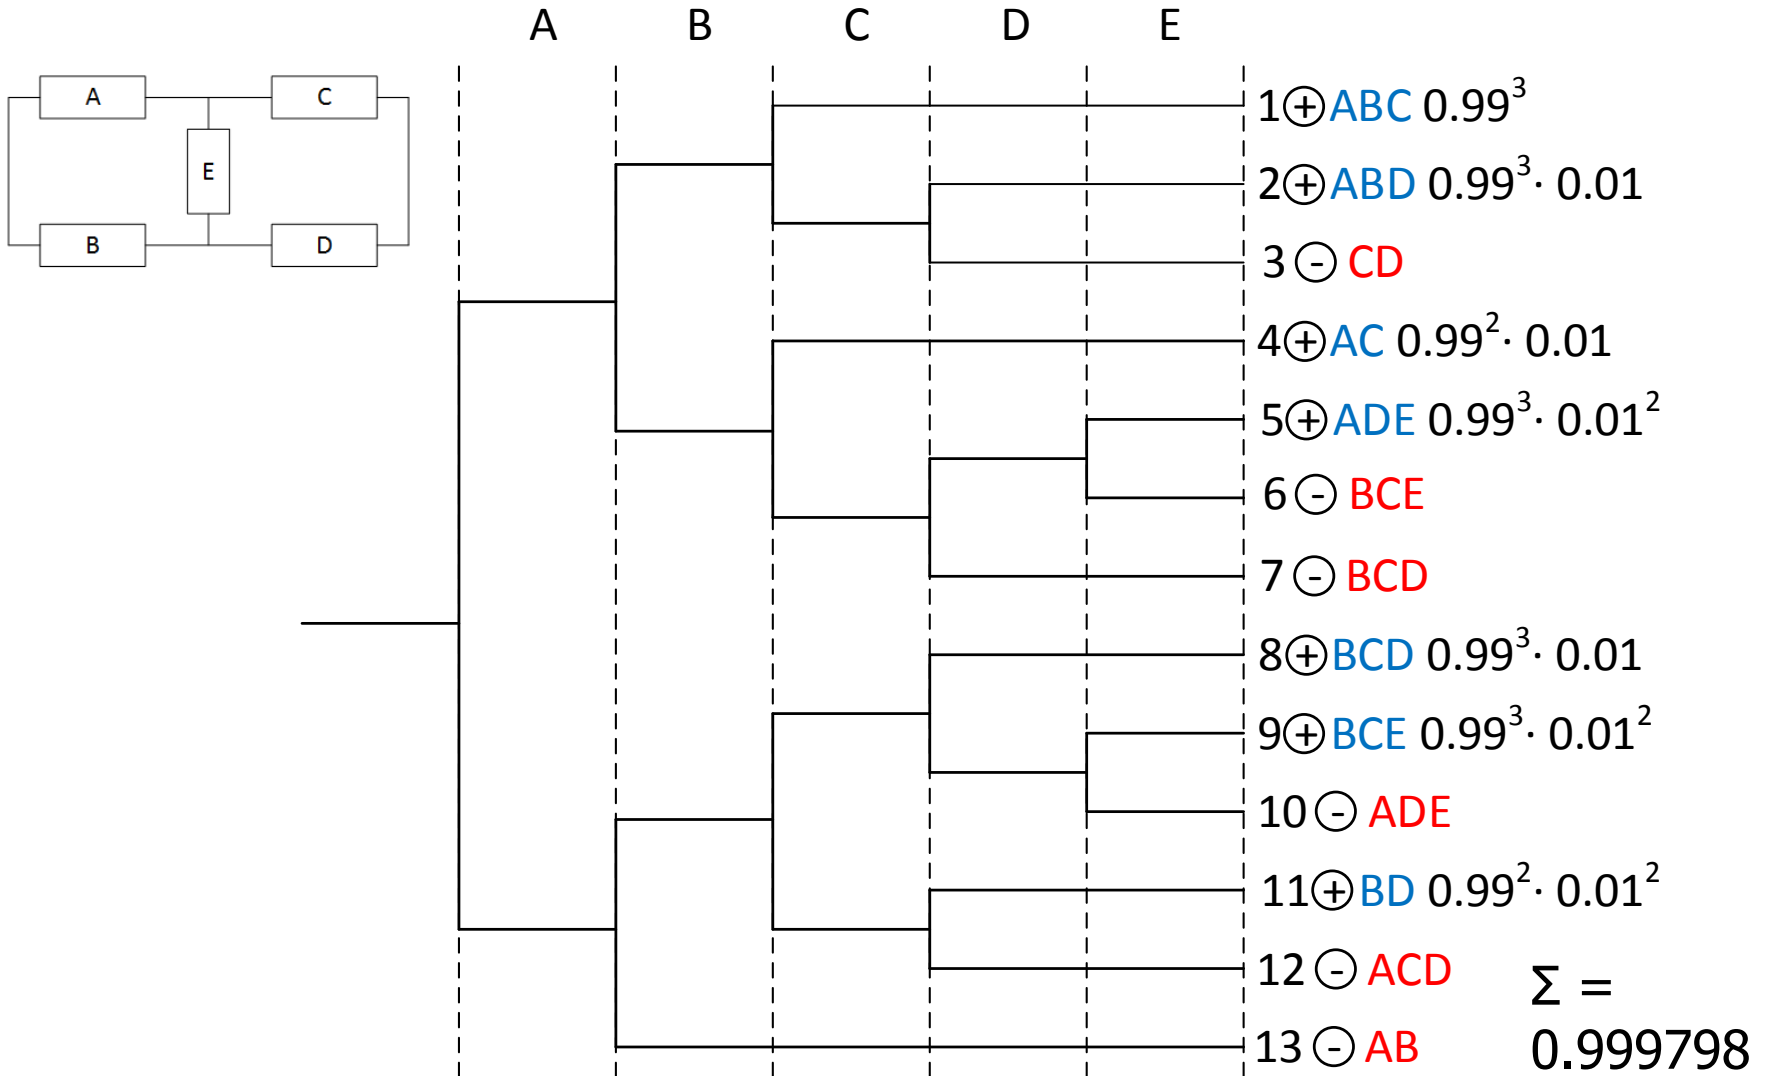 A B C D E
A
C
E
B
D
1 + ABC 0.99³
2 + ABD 0.99³· 0.01
3 - CD
4 + AC 0.99²· 0.01
5 + ADE 0.99³· 0.01²
6 - BCE
7 - BCD
8 + BCD 0.99³· 0.01
9 + BCE 0.99³· 0.01²
10 - ADE
11 + BD 0.99²· 0.01²
12 - ACD
13 - AB
Σ =
0.999798